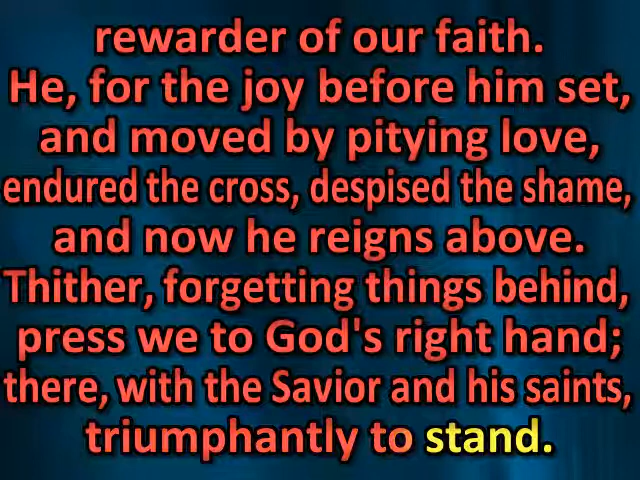 rewarder of our faith.
He, for the joy before him set,
and moved by pitying love,
endured the cross, despised the shame,
and now he reigns above.
Thither, forgetting things behind,
press we to God's right hand;
there, with the Savior and his saints,
triumphantly to stand.